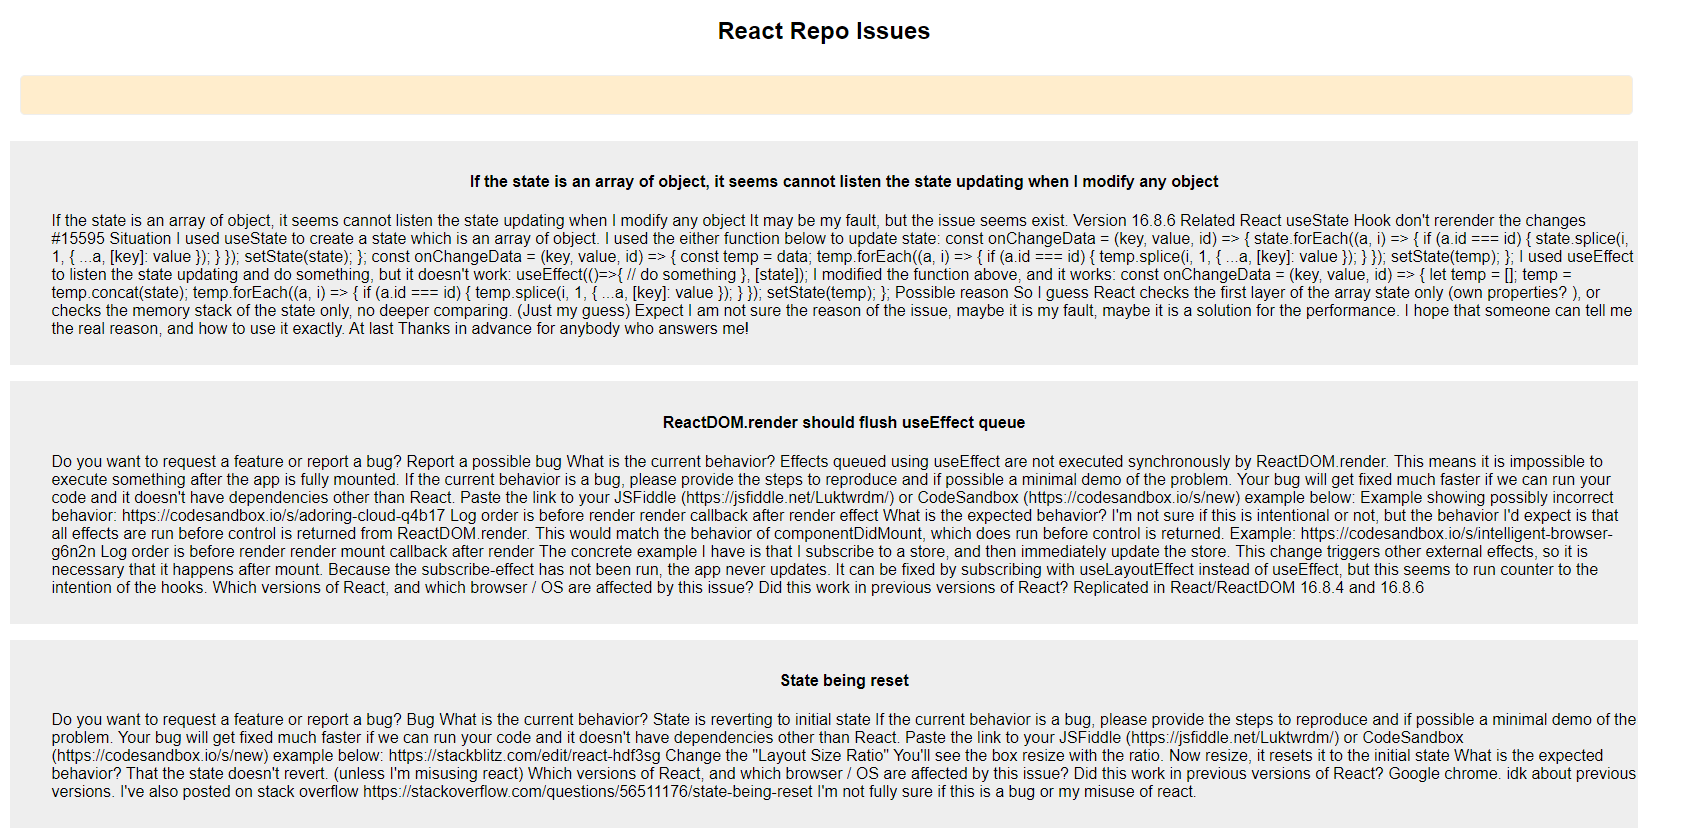 React Repo Issues
If the state is an array of object, it seems cannot listen the state updating when I modify any object
If the state is an array of object, it seems cannot listen the state updating when I modify any object It may be my fault, but the issue seems exist. Version 16.8.6 Related React useState Hook don't rerender the changes
#15595 Situation I used useState to create a state which is an array of object. I used the either function below to update state: const onChangeData = (key, value, id) => { state.forEach((a, i) => { if (a.id === id) { state.splice(i,
1, { ...a, [key]: value }); } }); setState(state); }; const onChangeData = (key, value, id) => { const temp = data; temp.forEach((a, i) => { if (a.id === id) { temp.splice(i, 1, { ...a, [key]: value }); } }); setState(temp); }; I used useEffect
to listen the state updating and do something, but it doesn't work: useEffect(()=>{ // do something }, [state]); I modified the function above, and it works: const onChangeData = (key, value, id) => { let temp = []; temp =
temp.concat(state); temp.forEach((a, i) => { if (a.id === id) { temp.splice(i, 1, { ...a, [key]: value }); } }); setState(temp); }; Possible reason So I guess React checks the first layer of the array state only (own properties? ), or
checks the memory stack of the state only, no deeper comparing. (Just my guess) Expect I am not sure the reason of the issue, maybe it is my fault, maybe it is a solution for the performance. I hope that someone can tell me
the real reason, and how to use it exactly. At last Thanks in advance for anybody who answers me!
ReactDOM.render should flush useEffect queue
Do you want to request a feature or report a bug? Report a possible bug What is the current behavior? Effects queued using useEffect are not executed synchronously by ReactDOM.render. This means it is impossible to
execute something after the app is fully mounted. If the current behavior is a bug, please provide the steps to reproduce and if possible a minimal demo of the problem. Your bug will get fixed much faster if we can run your
code and it doesn't have dependencies other than React. Paste the link to your JSFiddle (https://jsfiddle.net/Luktwrdm/) or CodeSandbox (https://codesandbox.io/s/new) example below: Example showing possibly incorrect
behavior: https://codesandbox.io/s/adoring-cloud-q4b17 Log order is before render render callback after render effect What is the expected behavior? I'm not sure if this is intentional or not, but the behavior I'd expect is that
all effects are run before control is returned from ReactDOM.render. This would match the behavior of componentDidMount, which does run before control is returned. Example: https://codesandbox.io/s/intelligent-browser-
g6n2n Log order is before render render mount callback after render The concrete example I have is that I subscribe to a store, and then immediately update the store. This change triggers other external effects, so it is
necessary that it happens after mount. Because the subscribe-effect has not been run, the app never updates. It can be fixed by subscribing with useLayoutEffect instead of useEffect, but this seems to run counter to the
intention of the hooks. Which versions of React, and which browser / OS are affected by this issue? Did this work in previous versions of React? Replicated in React/ReactDOM 16.8.4 and 16.8.6
State being reset
Do you want to request a feature or report a bug? Bug What is the current behavior? State is reverting to initial state If the current behavior is a bug, please provide the steps to reproduce and if possible a minimal demo of the
problem. Your bug will get fixed much faster if we can run your code and it doesn't have dependencies other than React. Paste the link to your JSFiddle (https://jsfiddle.net/Luktwrdm/) or CodeSandbox
(https://codesandbox.io/s/new) example below: https://stackblitz.com/edit/react-hdf3sg Change the "Layout Size Ratio" You'll see the box resize with the ratio. Now resize, it resets it to the initial state What is the expected
behavior? That the state doesn't revert. (unless I'm misusing react) Which versions of React, and which browser / OS are affected by this issue? Did this work in previous versions of React? Google chrome. idk about previous
versions. I've also posted on stack overflow https://stackoverflow.com/questions/56511176/state-being-reset I'm not fully sure if this is a bug or my misuse of react.